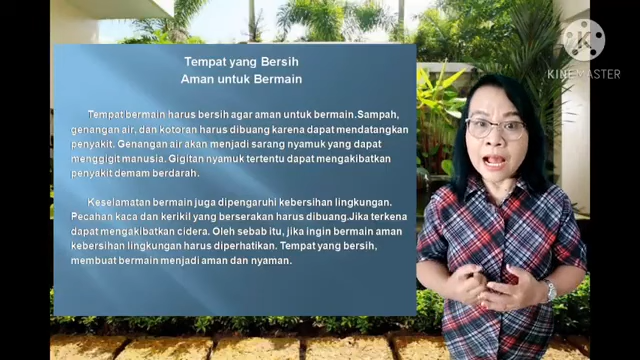 Tempat yang Bersih
Aman untuk Bermain
Tempat bermain harus bersih agar aman untuk bermain.Sampah,
genangan air, dan kotoran harus dibuang karena dapat mendatangkan
penyakit. Genangan air akan menjadi sarang nyamuk yang dapat
menggigit manusia. Gigitan nyamuk tertentu dapat mengakibatkan
penyakit demam berdarah.
Keselamatan bermain juga dipengaruhi kebersihan lingkungan.
Pecahan kaca dan kerikil yang berserakan harus dibuang.Jika terkena
dapat mengakibatkan cidera. Oleh sebab itu, jika ingin bermain aman
kebersihan lingkungan harus diperhatikan. Tempat yang bersih,
membuat bermain menjadi aman dan nyaman.
K
KINEMASTER